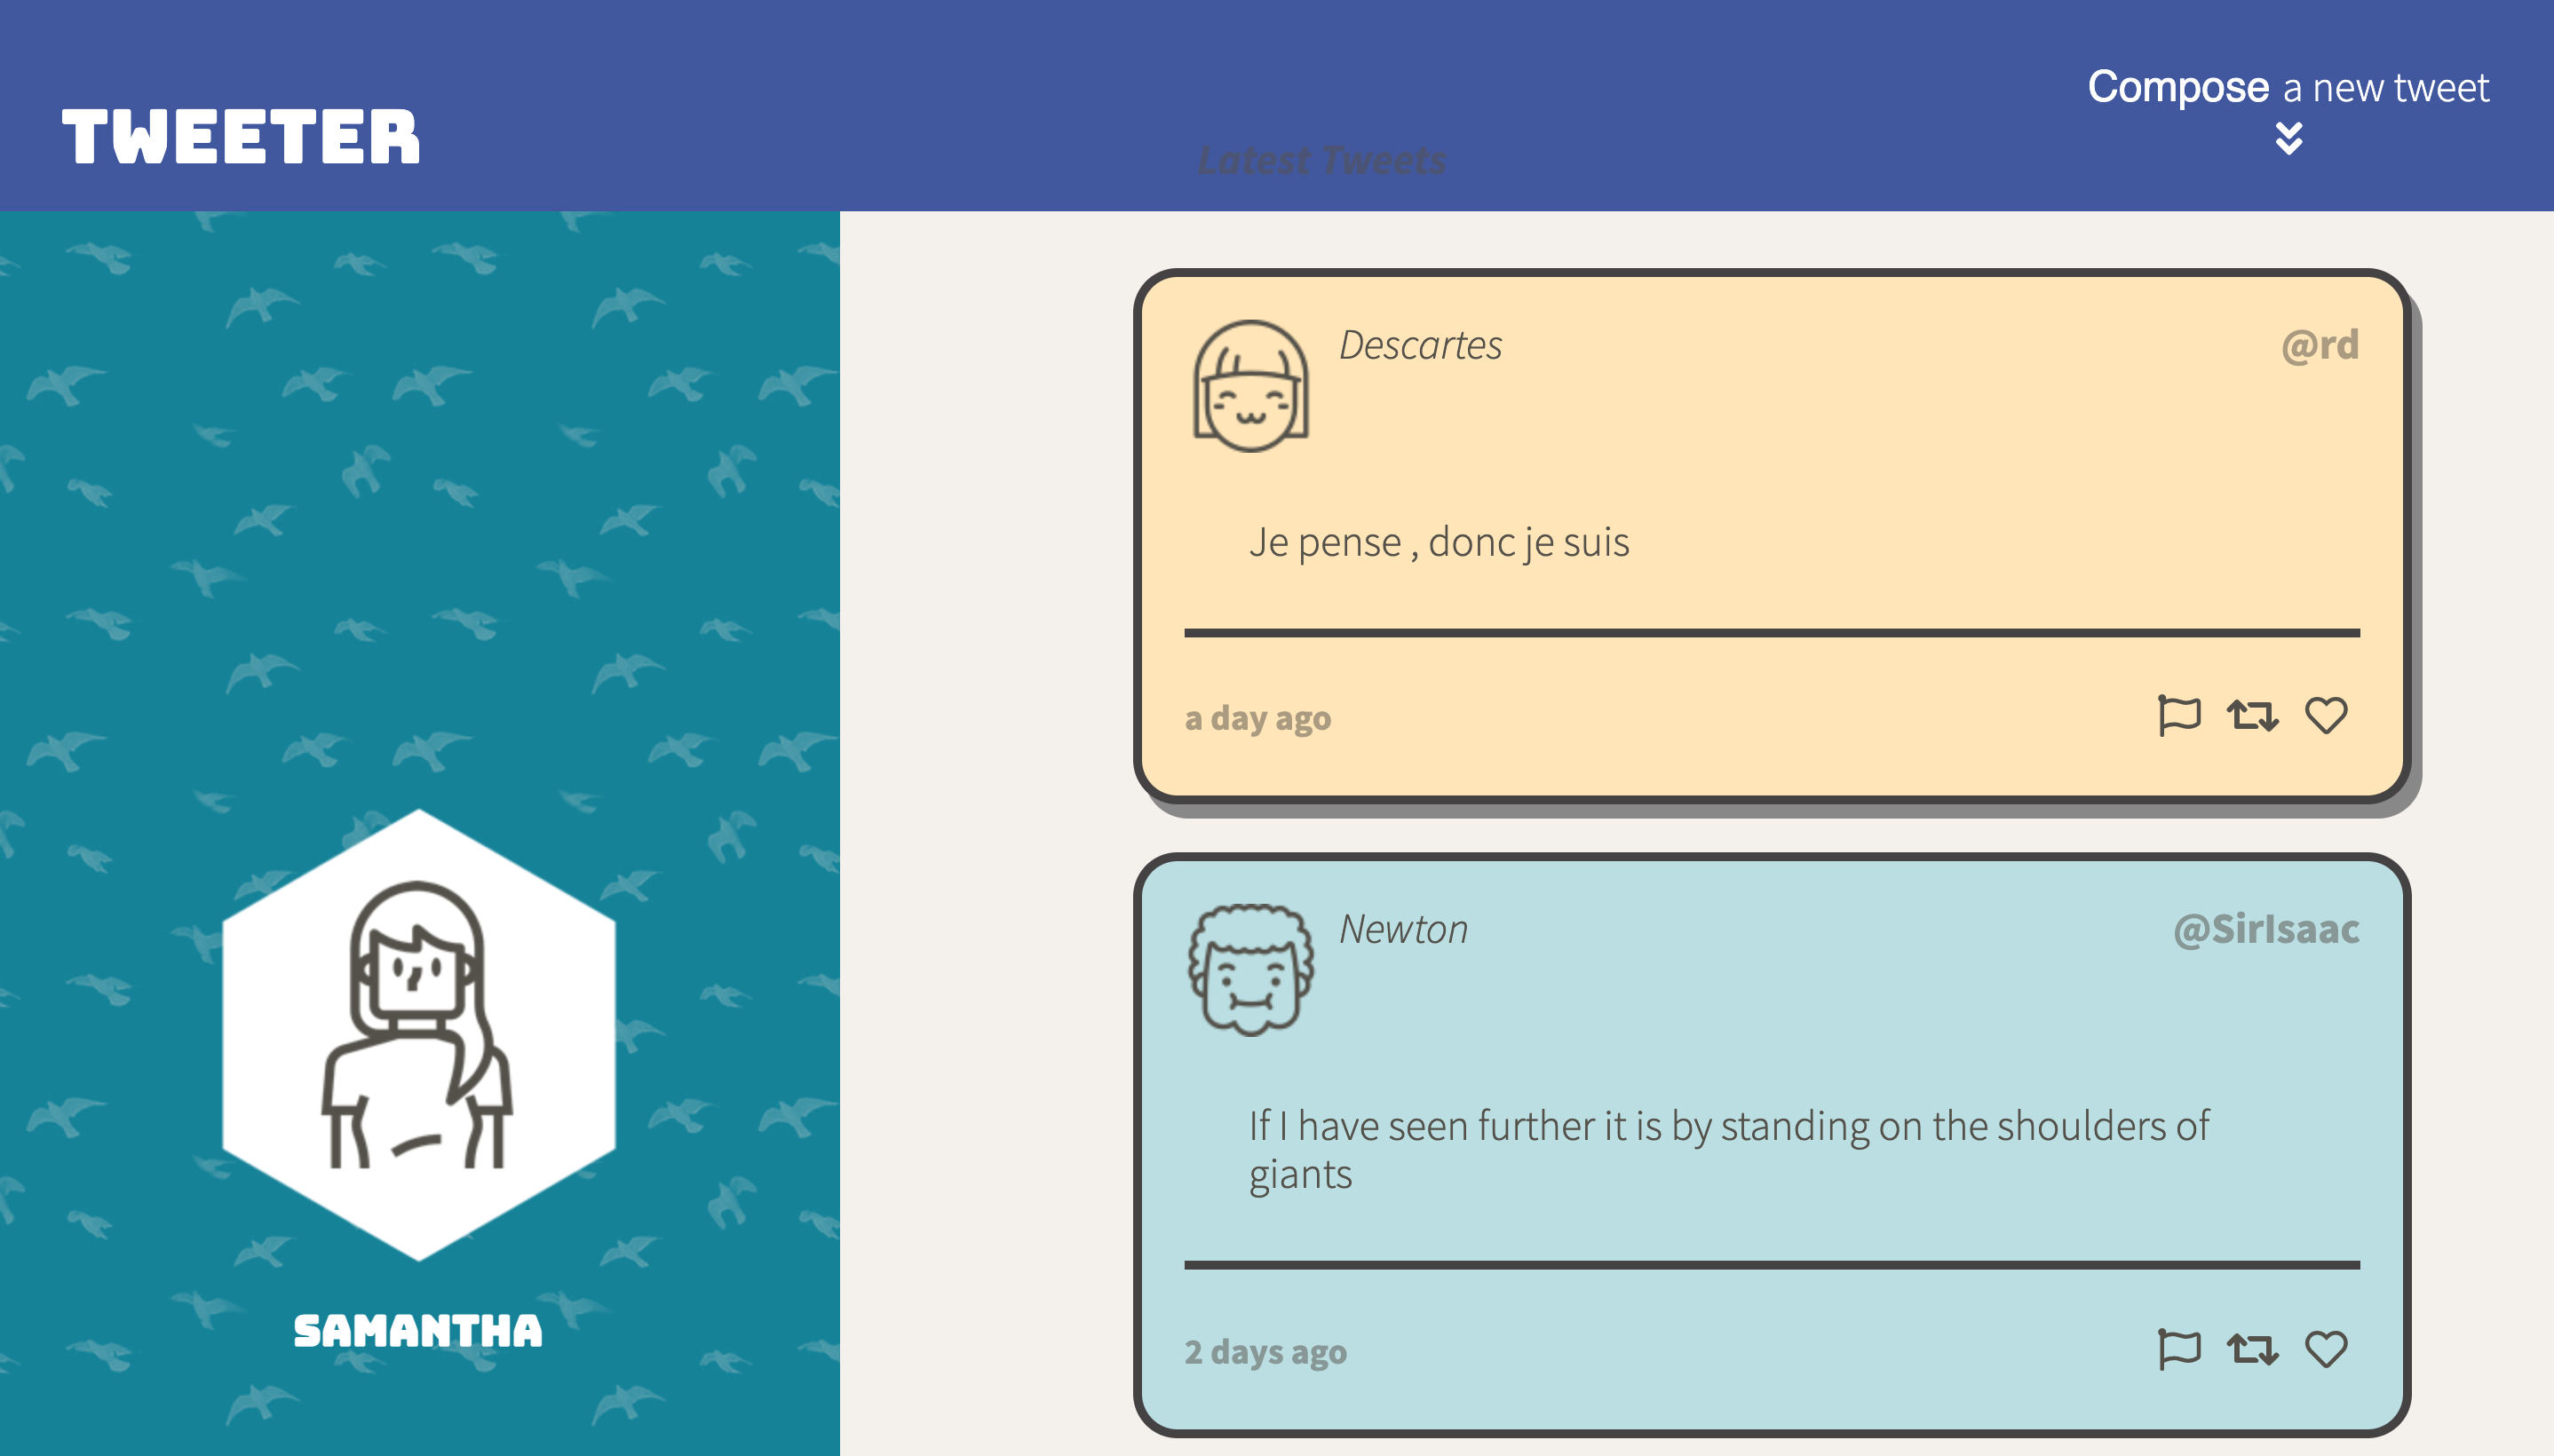 TWEETER
Compose a new tweet
Latest Tweets
SAMANTHA
Descartes
@rd
Je pense , donc je suis
a day ago
Newton
@SirIsaac
If I have seen further it is by standing on the shoulders of
giants
2 days ago